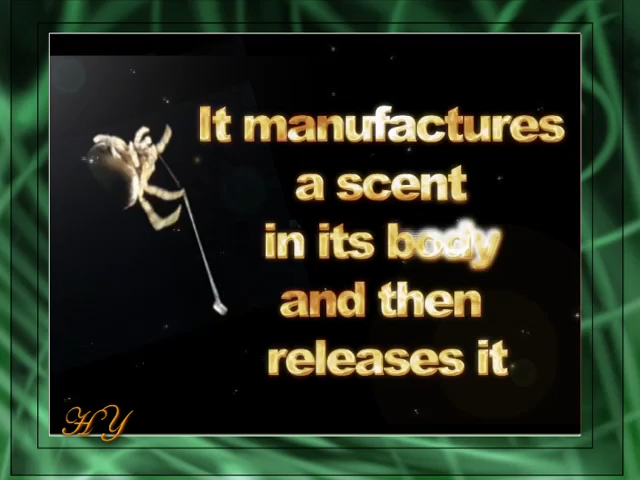 It manufactures
a scent
in its body
and then
releases it
HY